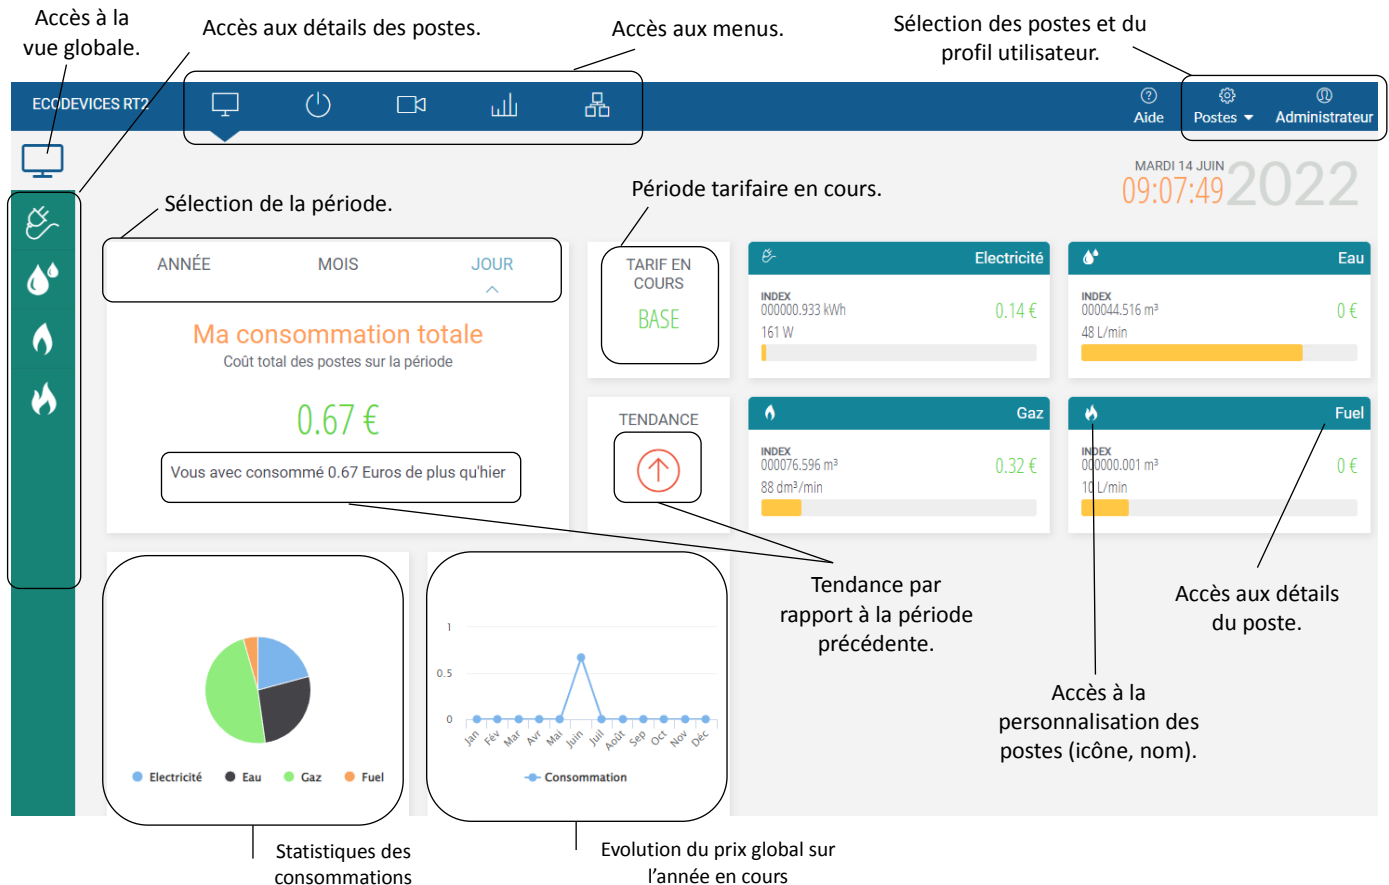 Accès à la
vue globale.
Accès aux détails des postes.
Accès aux menus.
Sélection des postes et du
profil utilisateur.
ECODEVICES RT2
Aide
Postes
Administrateur
MARDI 14 JUIN
09:07:49
2022
Sélection de la période.
Période tarifaire en cours.
ANNÉE
MOIS
JOUR
Ma consommation totale
Coût total des postes sur la période
0.67 €
Vous avec consommé 0.67 Euros de plus qu'hier
TARIF EN
COURS
BASE
TENDANCE
Electricité
INDEX
000000.933 kWh
0.14 €
161 W
Eau
INDEX
000044.516 m³
0 €
48 L/min
Gaz
INDEX
000076.596 m³
0.32 €
88 dm³/min
Fuel
INDEX
000000.001 m³
0 €
10 L/min
Tendance par
rapport à la période
précédente.
Accès aux détails
du poste.
Accès à la
personnalisation des
postes (icône, nom).
Electricité
Eau
Gaz
Fuel
1
0.5
0
Jan
Fév
Mar
Avr
Mai
Juin
Juil
Août
Sep
Oct
Nov
Déc
Consommation
Statistiques des
consommations
Evolution du prix global sur
l’année en cours